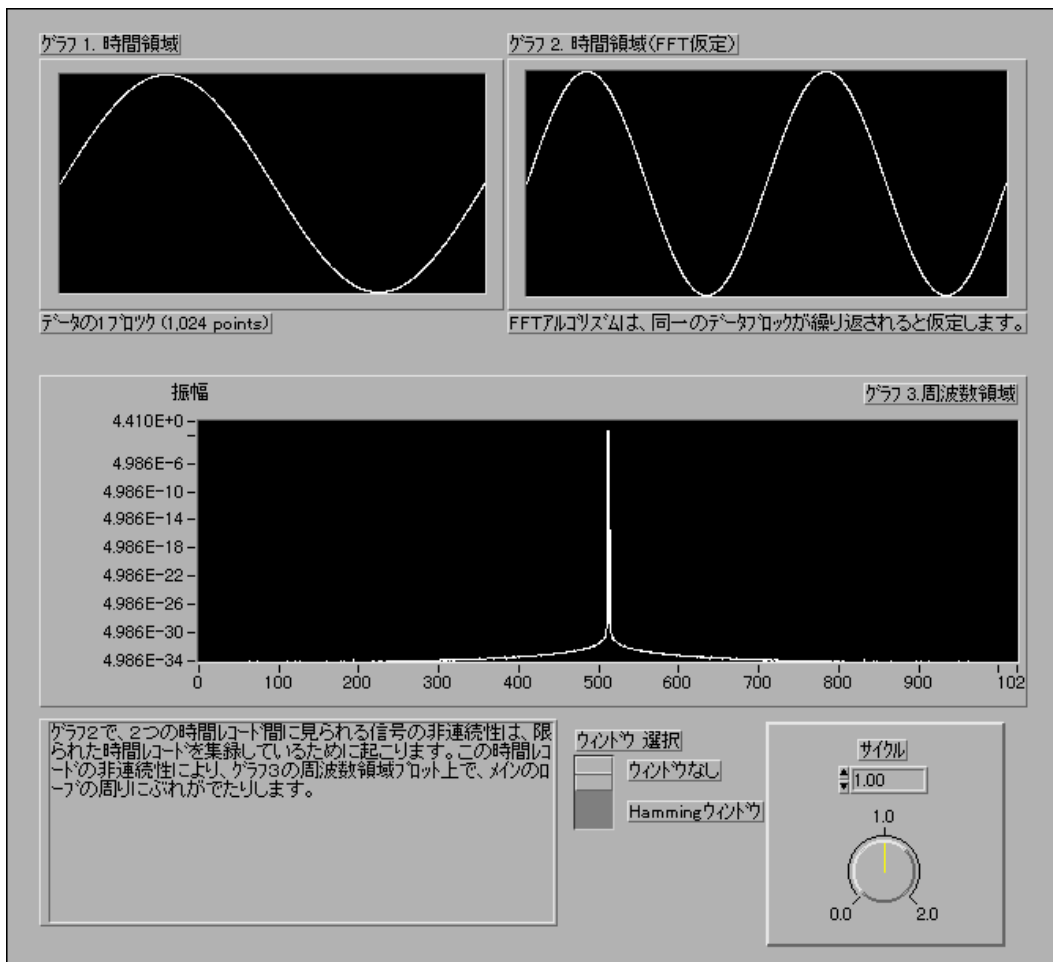 グラフ 1. 時間領域
グラフ 2. 時間領域(FFT仮定)
データの1ブロック (1,024 points)
FFTアルゴリズムは、同一のデータブロックが繰り返されると仮定します。
振幅
グラフ 3.周波数領域
4.410E+0
4.986E-6
4.986E-10
4.986E-14
4.986E-18
4.986E-22
4.986E-26
4.986E-30
4.986E-34
0 100 200 300 400 500 600 700 800 900 102
グラフ2で、2つの時間レコード間に見られる信号の非連続性は、限
られた時間レコードを集録しているために起こります。この時間レコ
ードの非連続性により、グラフ3の周波数領域プロット上で、メインのロ
ーブの周りにぶれがでたりします。
ウィンドウ 選択
ウィンドウなし
Hammingウィンドウ
サイクル
1.00
1.0
0.0 2.0